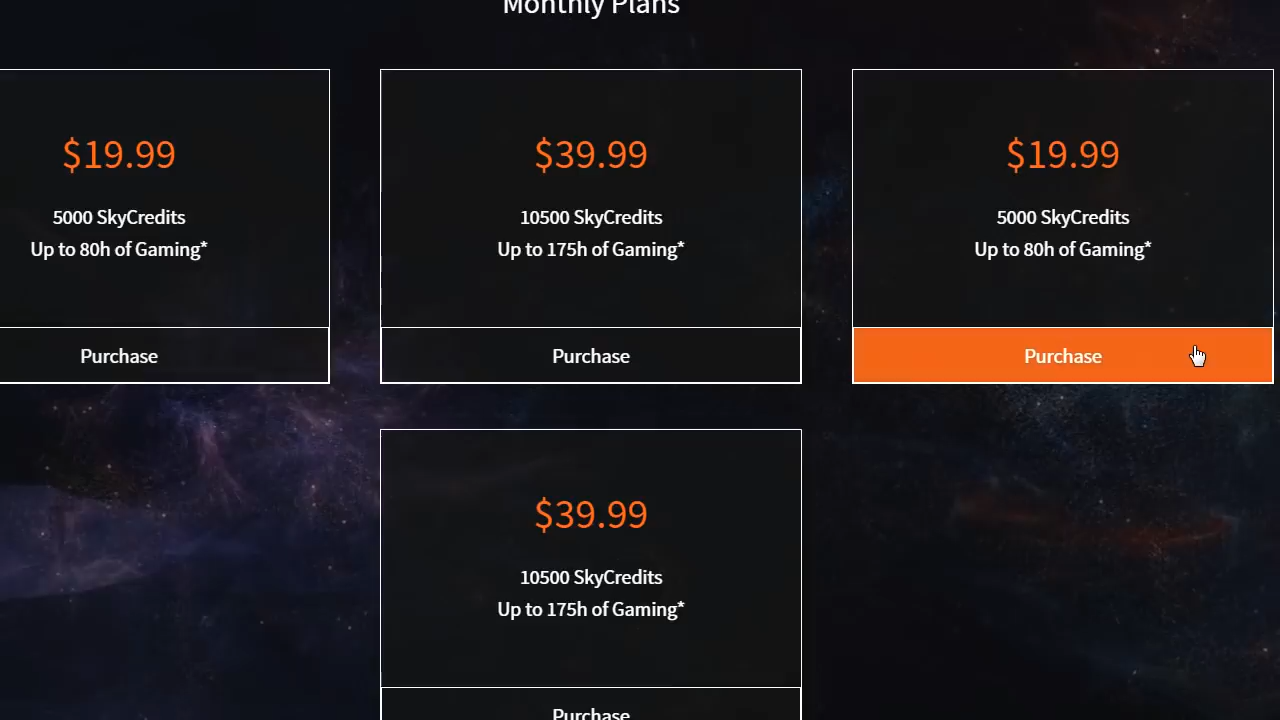 Monthly Plans
$19.99
5000 SkyCredits
Up to 80h of Gaming*
Purchase
$39.99
10500 SkyCredits
Up to 175h of Gaming*
Purchase
$19.99
5000 SkyCredits
Up to 80h of Gaming*
Purchase
$39.99
10500 SkyCredits
Up to 175h of Gaming*
Purchase